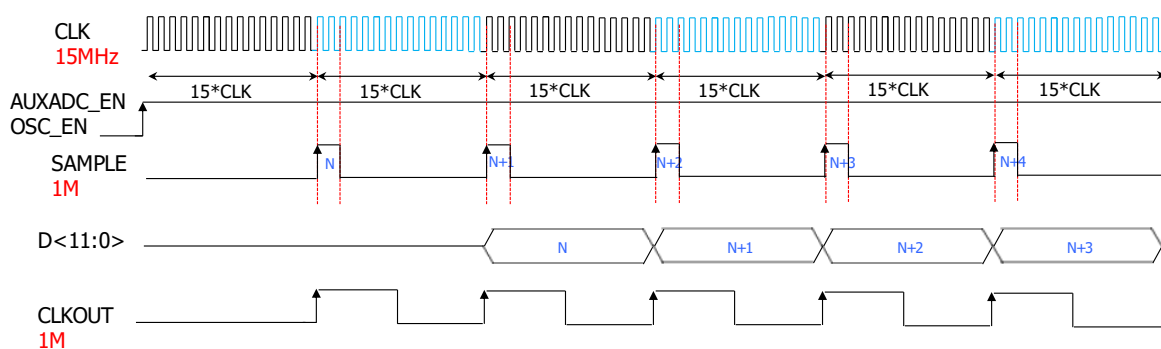 CLK
15MHz
15*CLK 15*CLK 15*CLK 15*CLK 15*CLK 15*CLK
AUXADC_EN
OSC_EN
SAMPLE
1M
N N+1 N+2 N+3 N+4
D<11:0>
N N+1 N+2 N+3
CLKOUT
1M